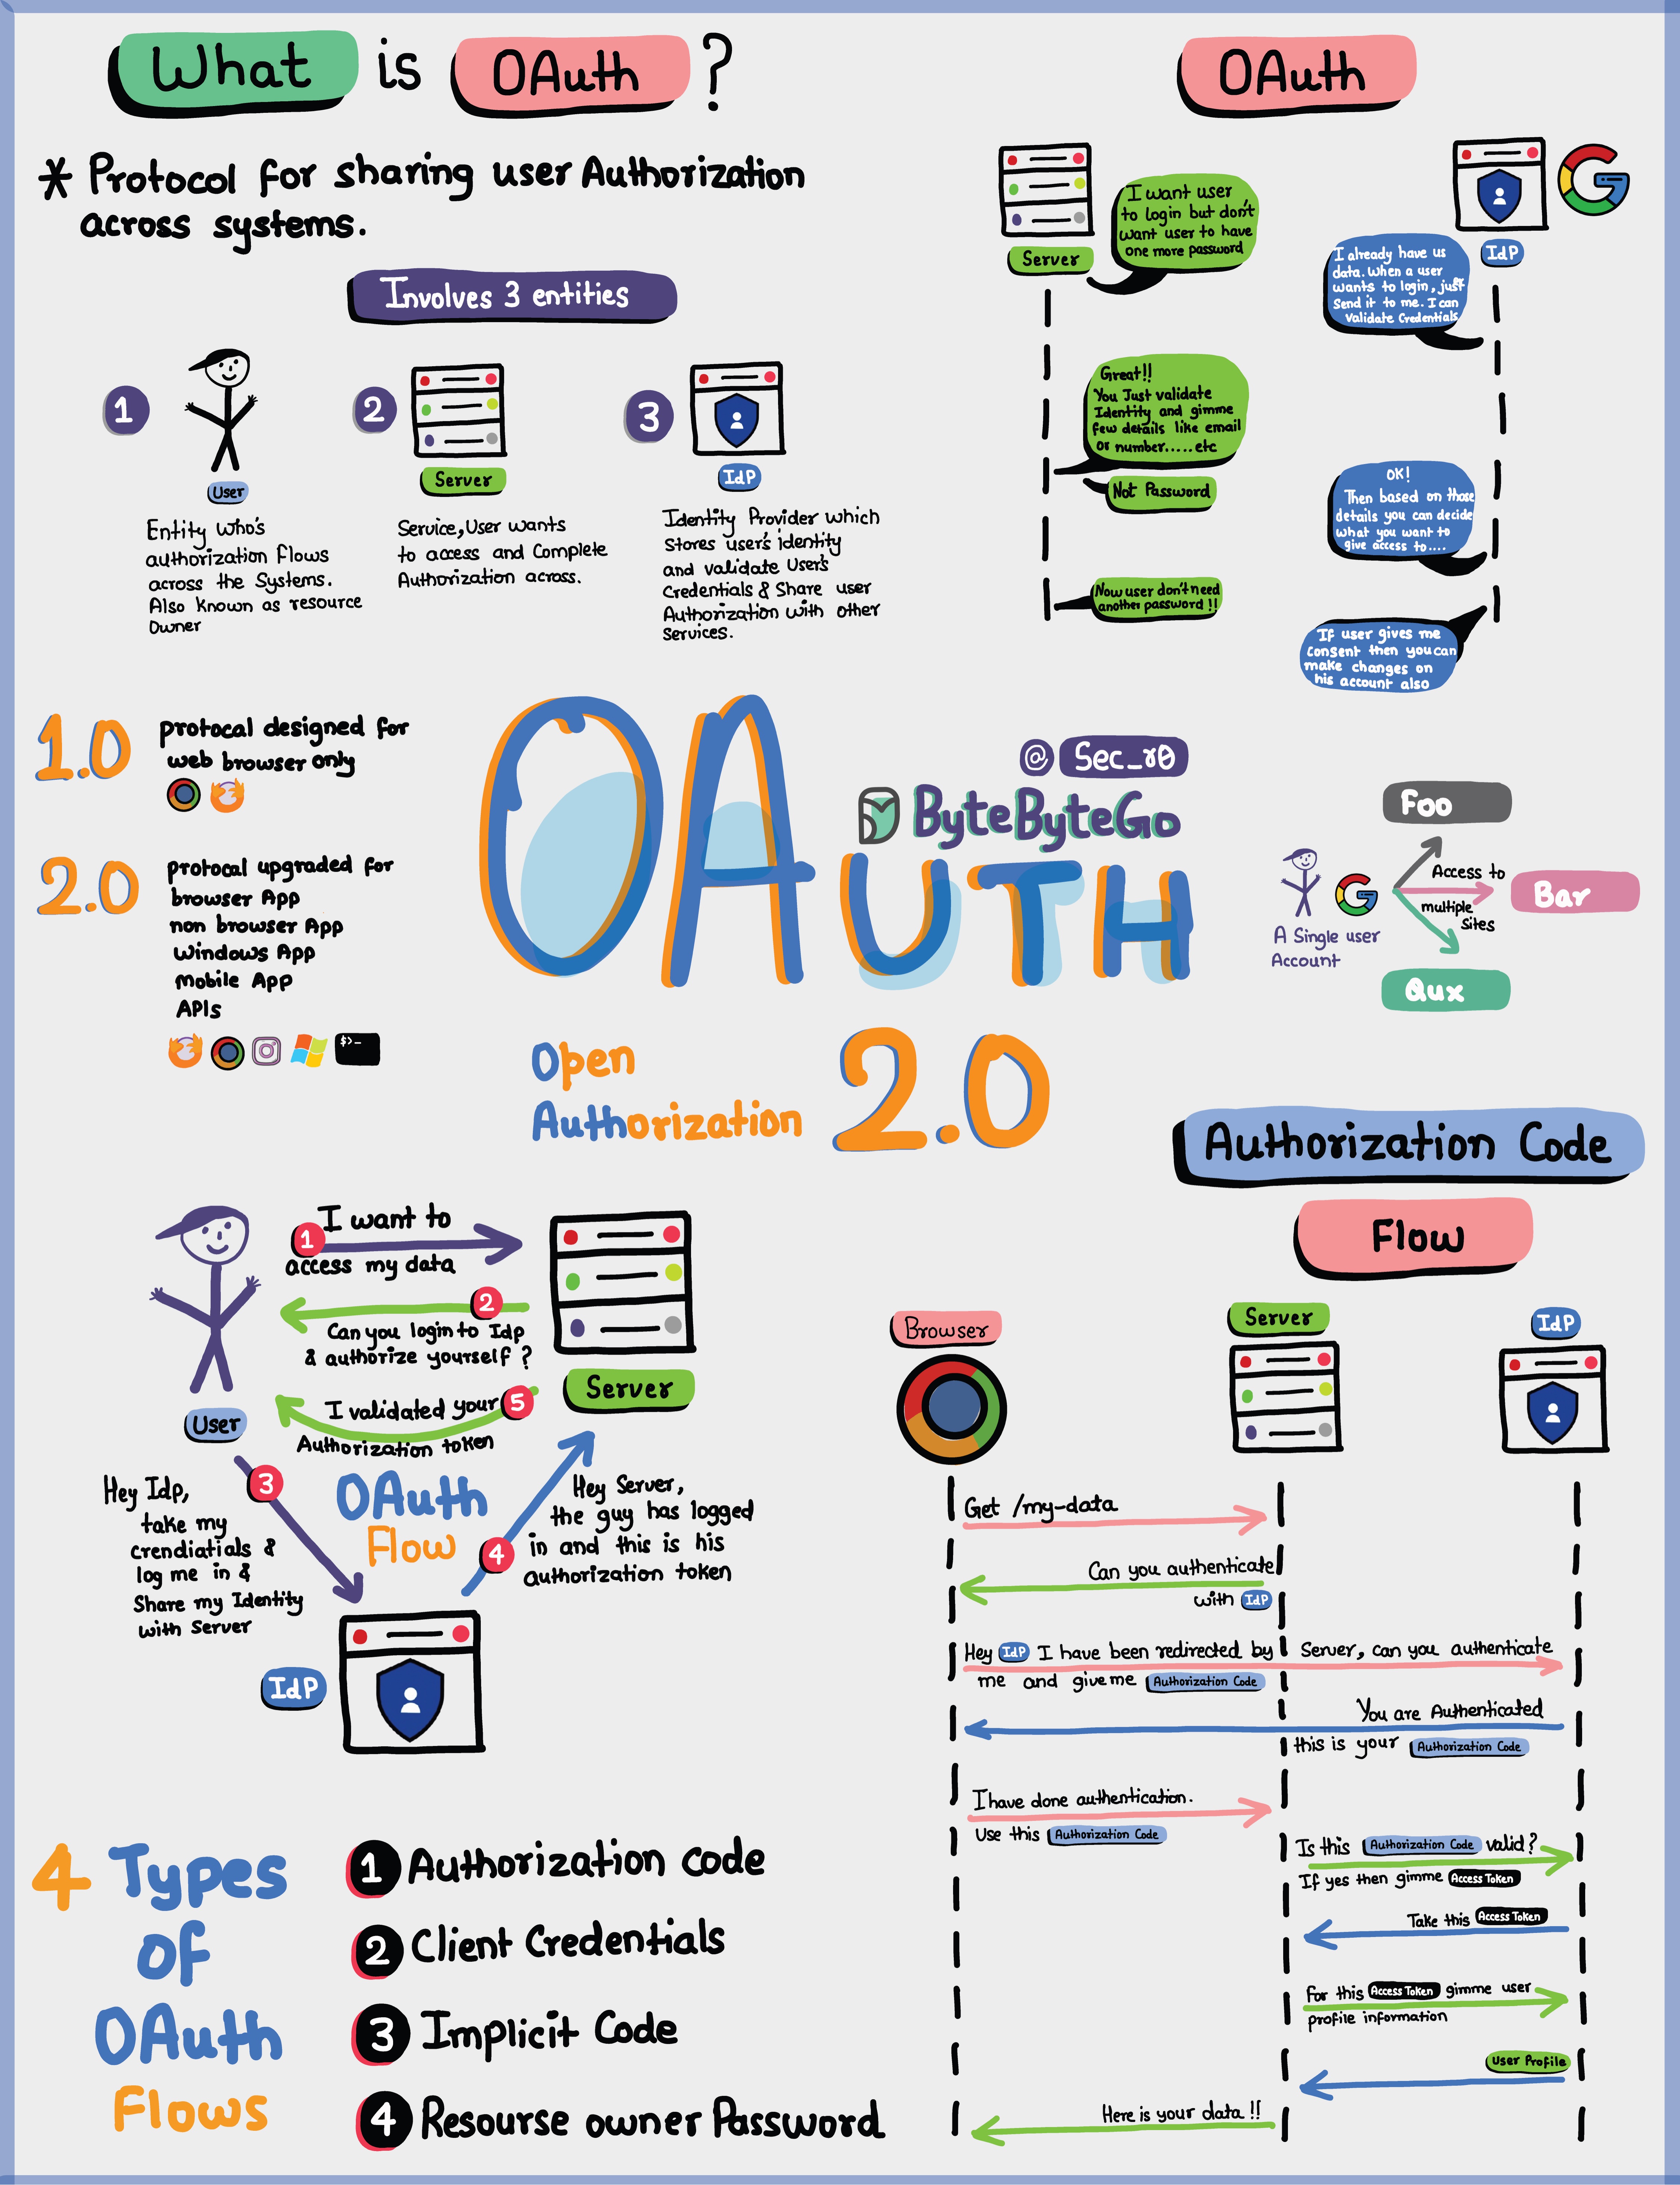 What is OAuth ?
* Protocol for sharing user Authorization
across systems.
Involves 3 entities
1
User
Entity who's
authorization flows
across the Systems.
Also known as resource
Owner
2
Server
Service, User wants
to access and Complete
Authorization across.
3
IdP
Identity Provider which
Stores user's identity
and validate User's
Credentials & Share user
Authorization with other
Services.
OAuth
Server
I want user
to login but don't
want user to have
one more password
IdP
I already have us
data. When a user
wants to login, just
Send it to me. I can
Validate Credentials
Great!!
You Just validate
Identity and gimme
few details like email
or number.....etc
Not Password
OK!
Then based on those
details you can decide
what you want to
give access to....
Now user don't need
another password !!
If user gives me
Consent then you can
make changes on
his account also
1.0
protocal designed for
web browser only
2.0
protocal upgraded for
browser App
non browser App
Windows App
Mobile App
APIs
$>-
OAUTH
@ Sec_r0
ByteByteGo
Open
Authorization
2.0
A Single user
Account
Access to
multiple
Sites
Foo
Bar
Qux
User
Server
IdP
OAuth
Flow
1 I want to
access my data
2
Can you login to Idp
& authorize yourself ?
3
Hey Idp,
take my
crendiatials &
log me in &
Share my Identity
with Server
4
Hey Server,
the guy has logged
in and this is his
authorization token
5
I validated your
Authorization token
4 Types
of
OAuth
Flows
1 Authorization code
2 Client Credentials
3 Implicit Code
4 Resourse owner Password
Authorization Code
Flow
Browser
Server
IdP
Get /my-data
Can you authenticate
with IdP
Hey IdP I have been redirected by Server, can you authenticate
me and give me Authorization Code
You are Authenticated
this is your Authorization Code
I have done authentication.
Use this Authorization Code
Is this Authorization Code valid?
If yes then gimme Access Token
Take this Access Token
For this Access Token gimme user
profile information
User Profile
Here is your data !!